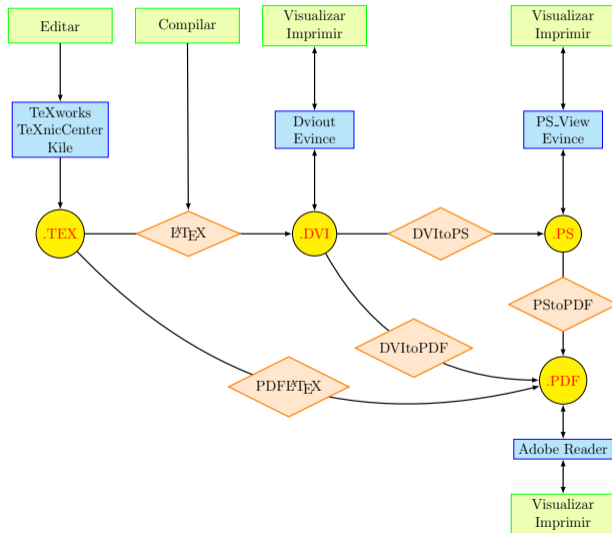 Editar
Compilar
Visualizar
Imprimir
Visualizar
Imprimir
TeXworks
TeXnicCenter
Kile
Dviout
Evince
PS_View
Evince
.TEX
LATEX
.DVI
DVItoPS
.PS
PStoPDF
DVItoPDF
PDFLATEX
.PDF
Adobe Reader
Visualizar
Imprimir